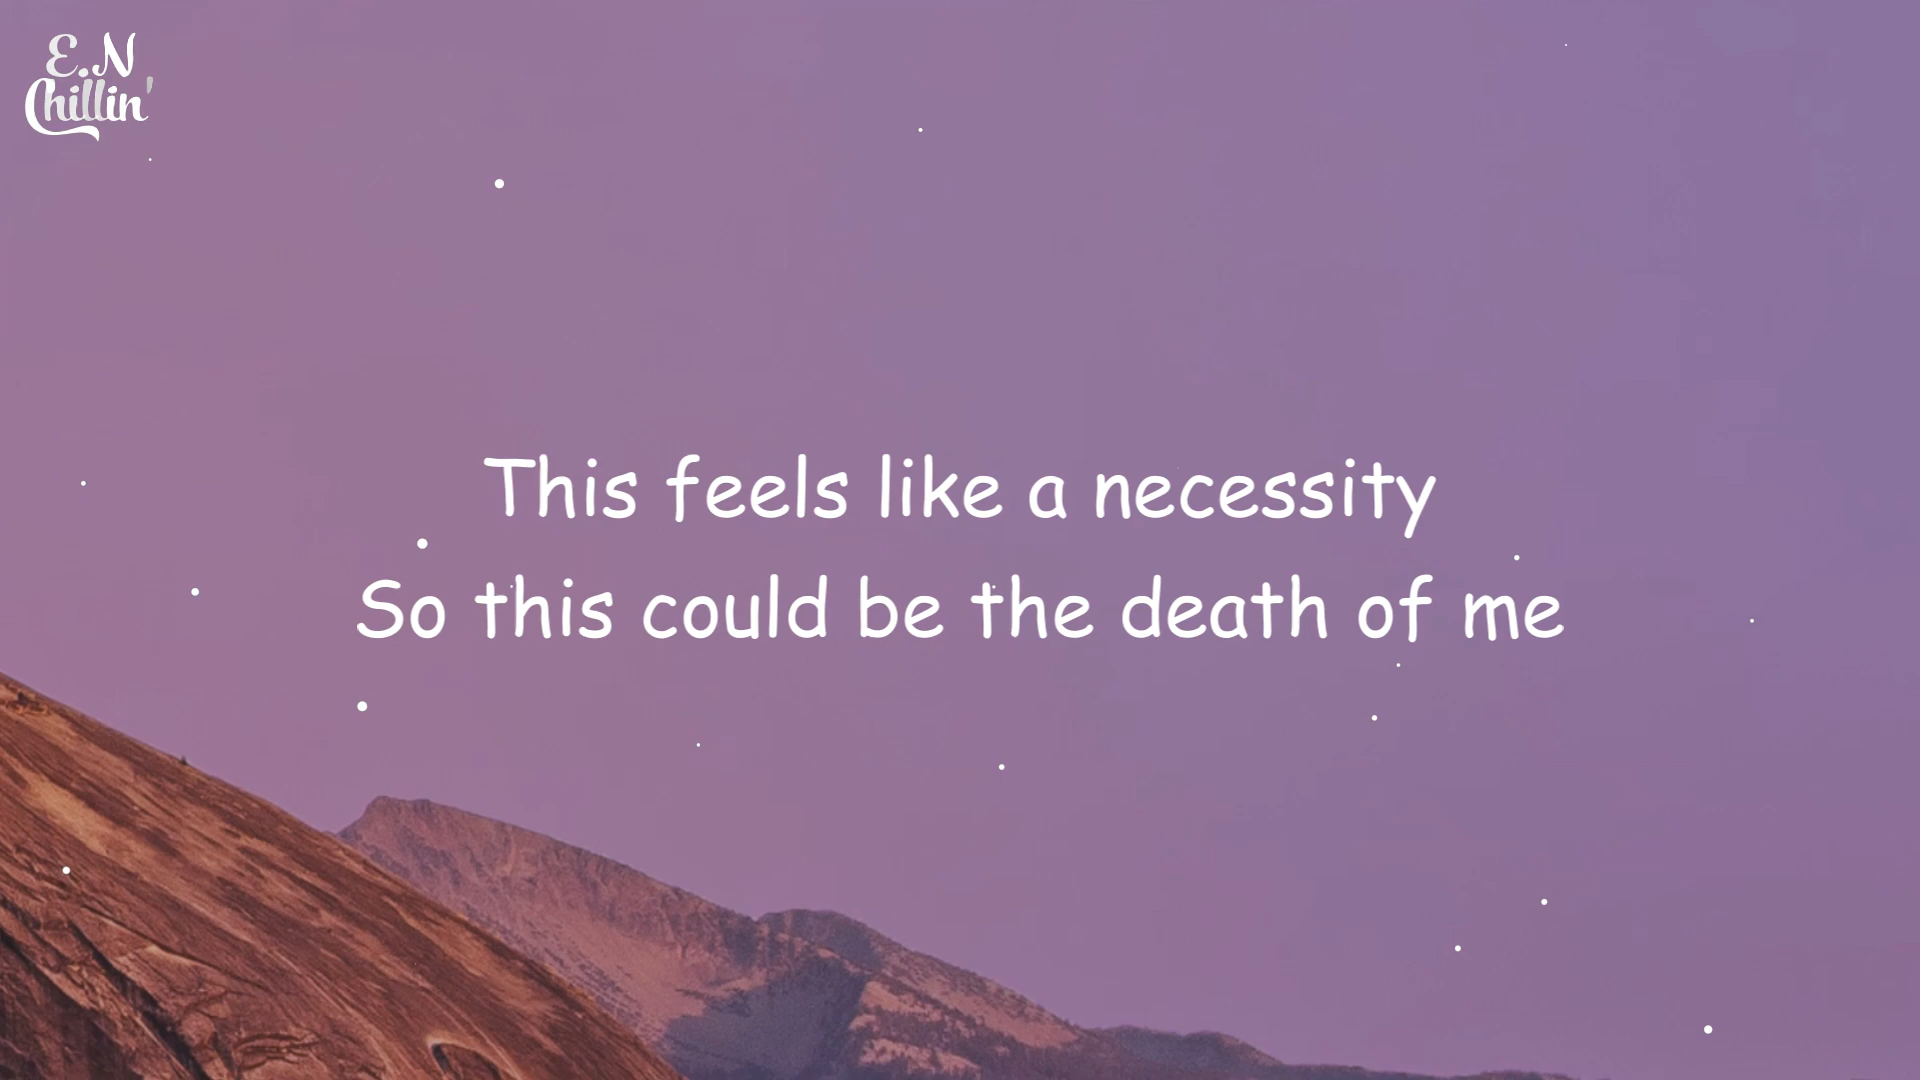 E.N
Chillin'
This feels like a necessity
So this could be the death of me